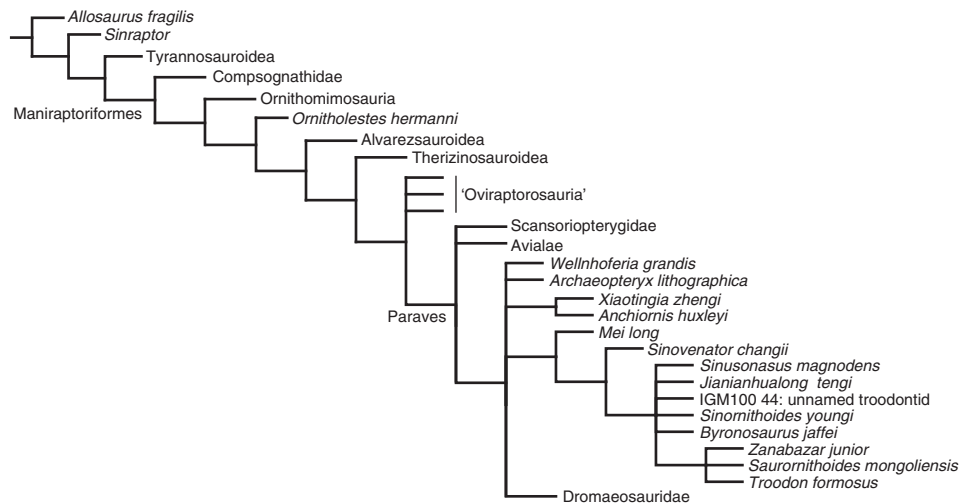 Allosaurus fragilis
Sinraptor
Tyrannosauroidea
Compsognathidae
Maniraptoriformes
Ornithomimosauria
Ornitholestes hermanni
Alvarezsauroidea
Therizinosauroidea
‘Oviraptorosauria’
Scansoriopterygidae
Avialae
Wellnhoferia grandis
Archaeopteryx lithographica
Xiaotingia zhengi
Paraves
Anchiornis huxleyi
Mei long
Sinovenator changii
Sinusonasus magnodens
Jianianhualong tengi
IGM100 44: unnamed troodontid
Sinornithoides youngi
Byronosaurus jaffei
Zanabazar junior
Saurornithoides mongoliensis
Troodon formosus
Dromaeosauridae